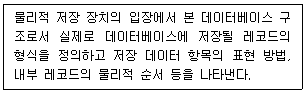 물리적 저장 장치의 입장에서 본 데이터베이스 구
조로서 실제로 데이터베이스에 저장될 레코드의
형식을 정의하고 저장 데이터 항목의 표현 방법,
내부 레코드의 물리적 순서 등을 나타낸다.